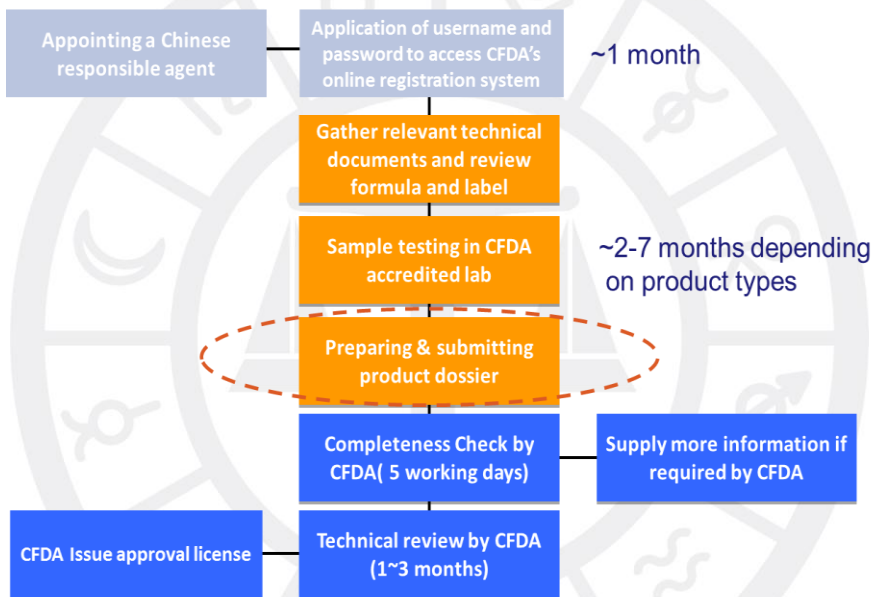 Appointing a Chinese
responsible agent
Application of username and
password to access CFDA's
online registration system
~1 month
Gather relevant technical
documents and review
formula and label
Sample testing in CFDA
accredited lab
~2-7 months depending
on product types
Preparing & submitting
product dossier
Completeness Check by
CFDA( 5 working days)
Supply more information if
required by CFDA
CFDA Issue approval license
Technical review by CFDA
(1~3 months)